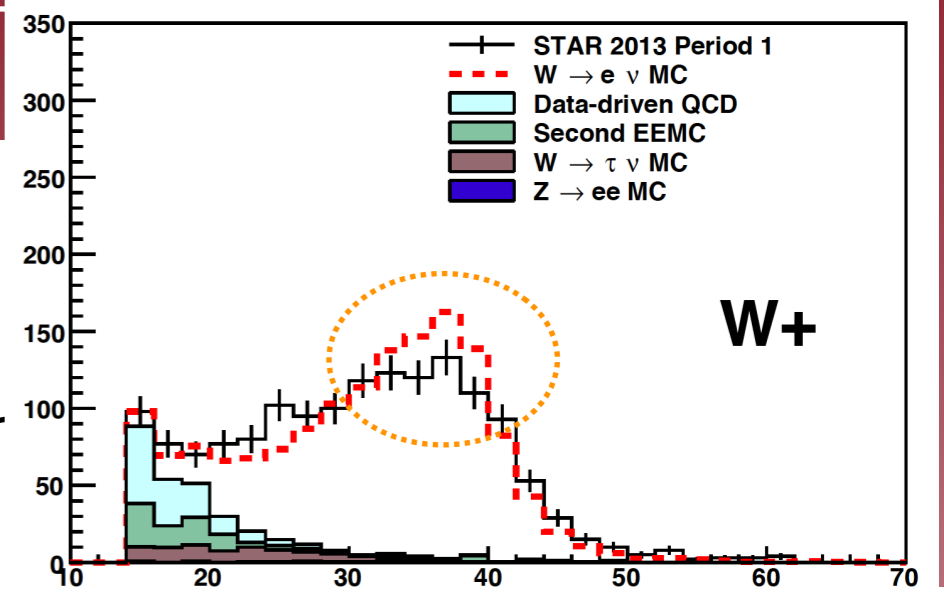 350
300
250
200
150
100
50
0
STAR 2013 Period 1
W → e ν MC
Data-driven QCD
Second EEMC
W → τ ν MC
Z → ee MC
W+
10 20 30 40 50 60 70